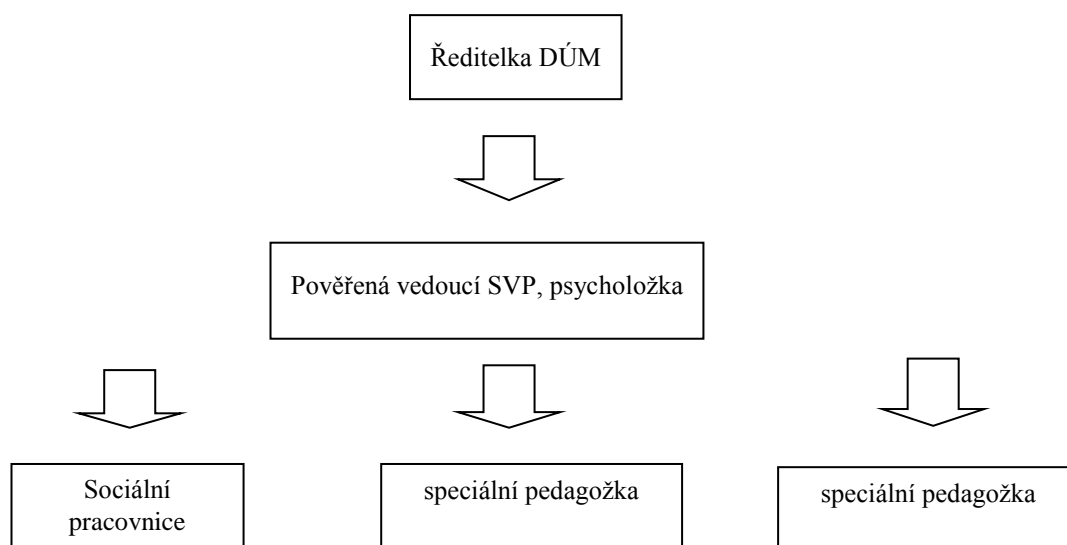 Ředitelka DÚM
Pověřená vedoucí SVP, psycholožka
Sociální
pracovnice
speciální pedagožka
speciální pedagožka